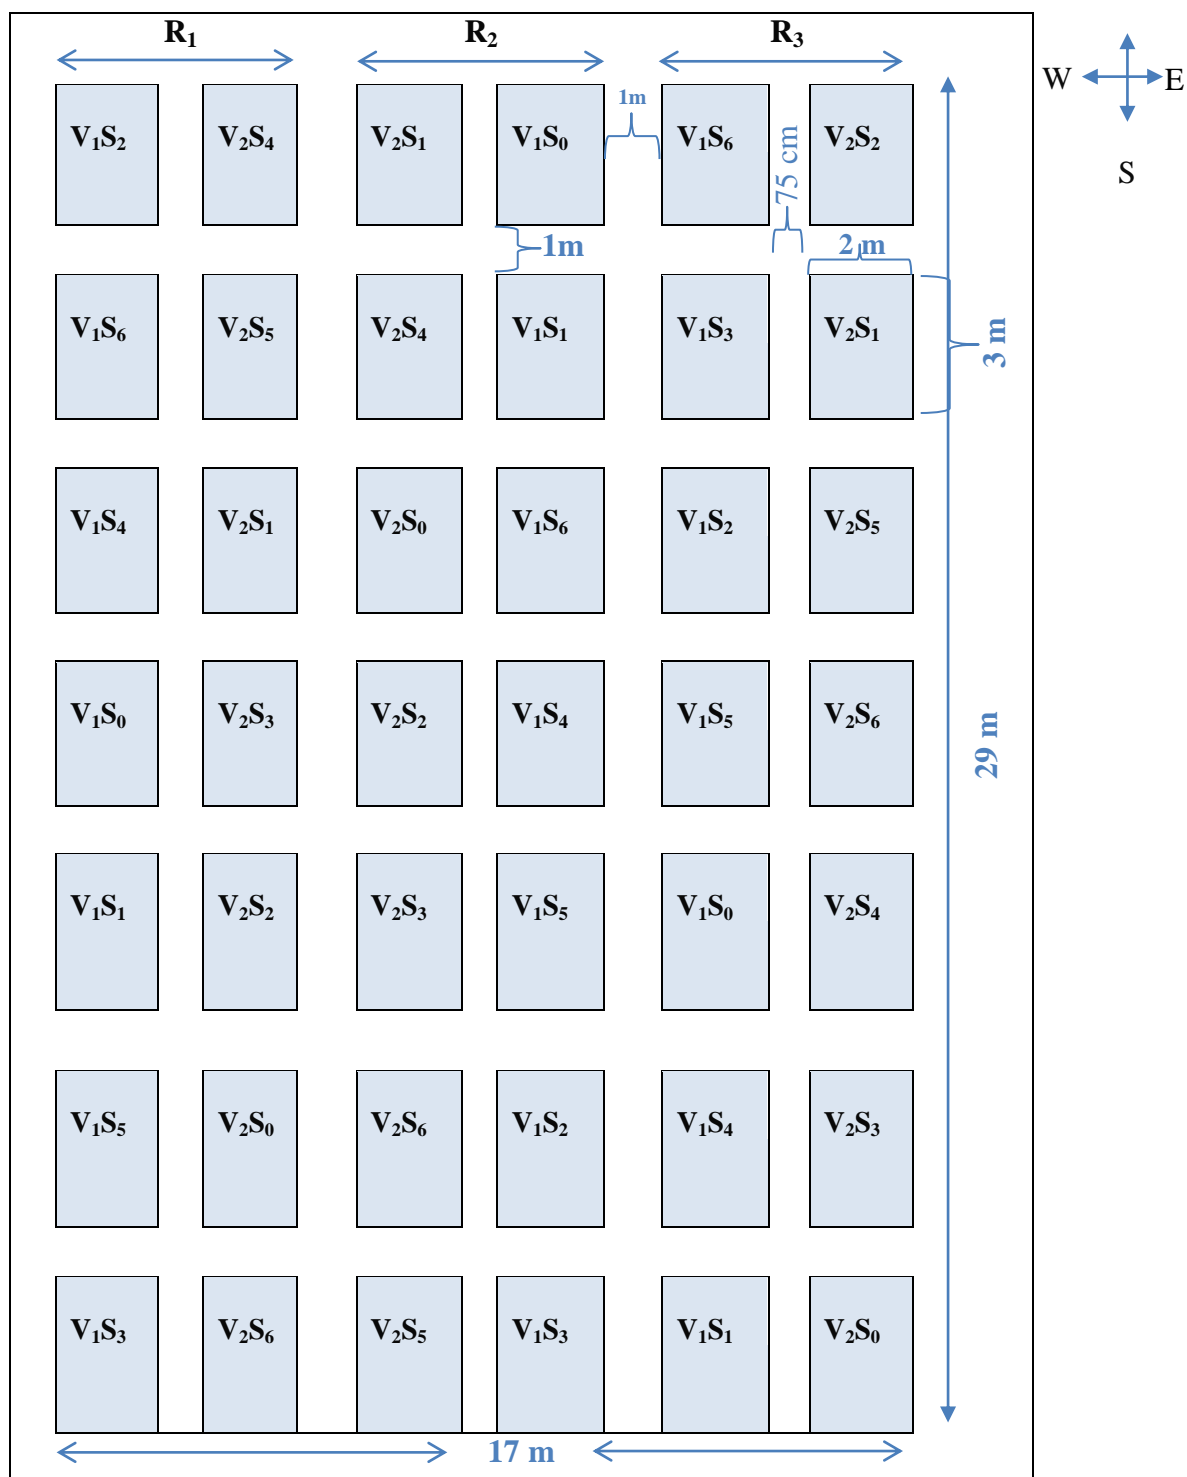 R₁ R₂ R₃
W E
S
1m
V₁S₂ V₂S₄ V₂S₁ V₁S₀ V₁S₆ 75 cm V₂S₂
1m 2 m
V₁S₆ V₂S₅ V₂S₄ V₁S₁ V₁S₃ V₂S₁ 3 m
V₁S₄ V₂S₁ V₂S₀ V₁S₆ V₁S₂ V₂S₅
V₁S₀ V₂S₃ V₂S₂ V₁S₄ V₁S₅ V₂S₆
29 m
V₁S₁ V₂S₂ V₂S₃ V₁S₅ V₁S₀ V₂S₄
V₁S₅ V₂S₀ V₂S₆ V₁S₂ V₁S₄ V₂S₃
V₁S₃ V₂S₆ V₂S₅ V₁S₃ V₁S₁ V₂S₀
17 m